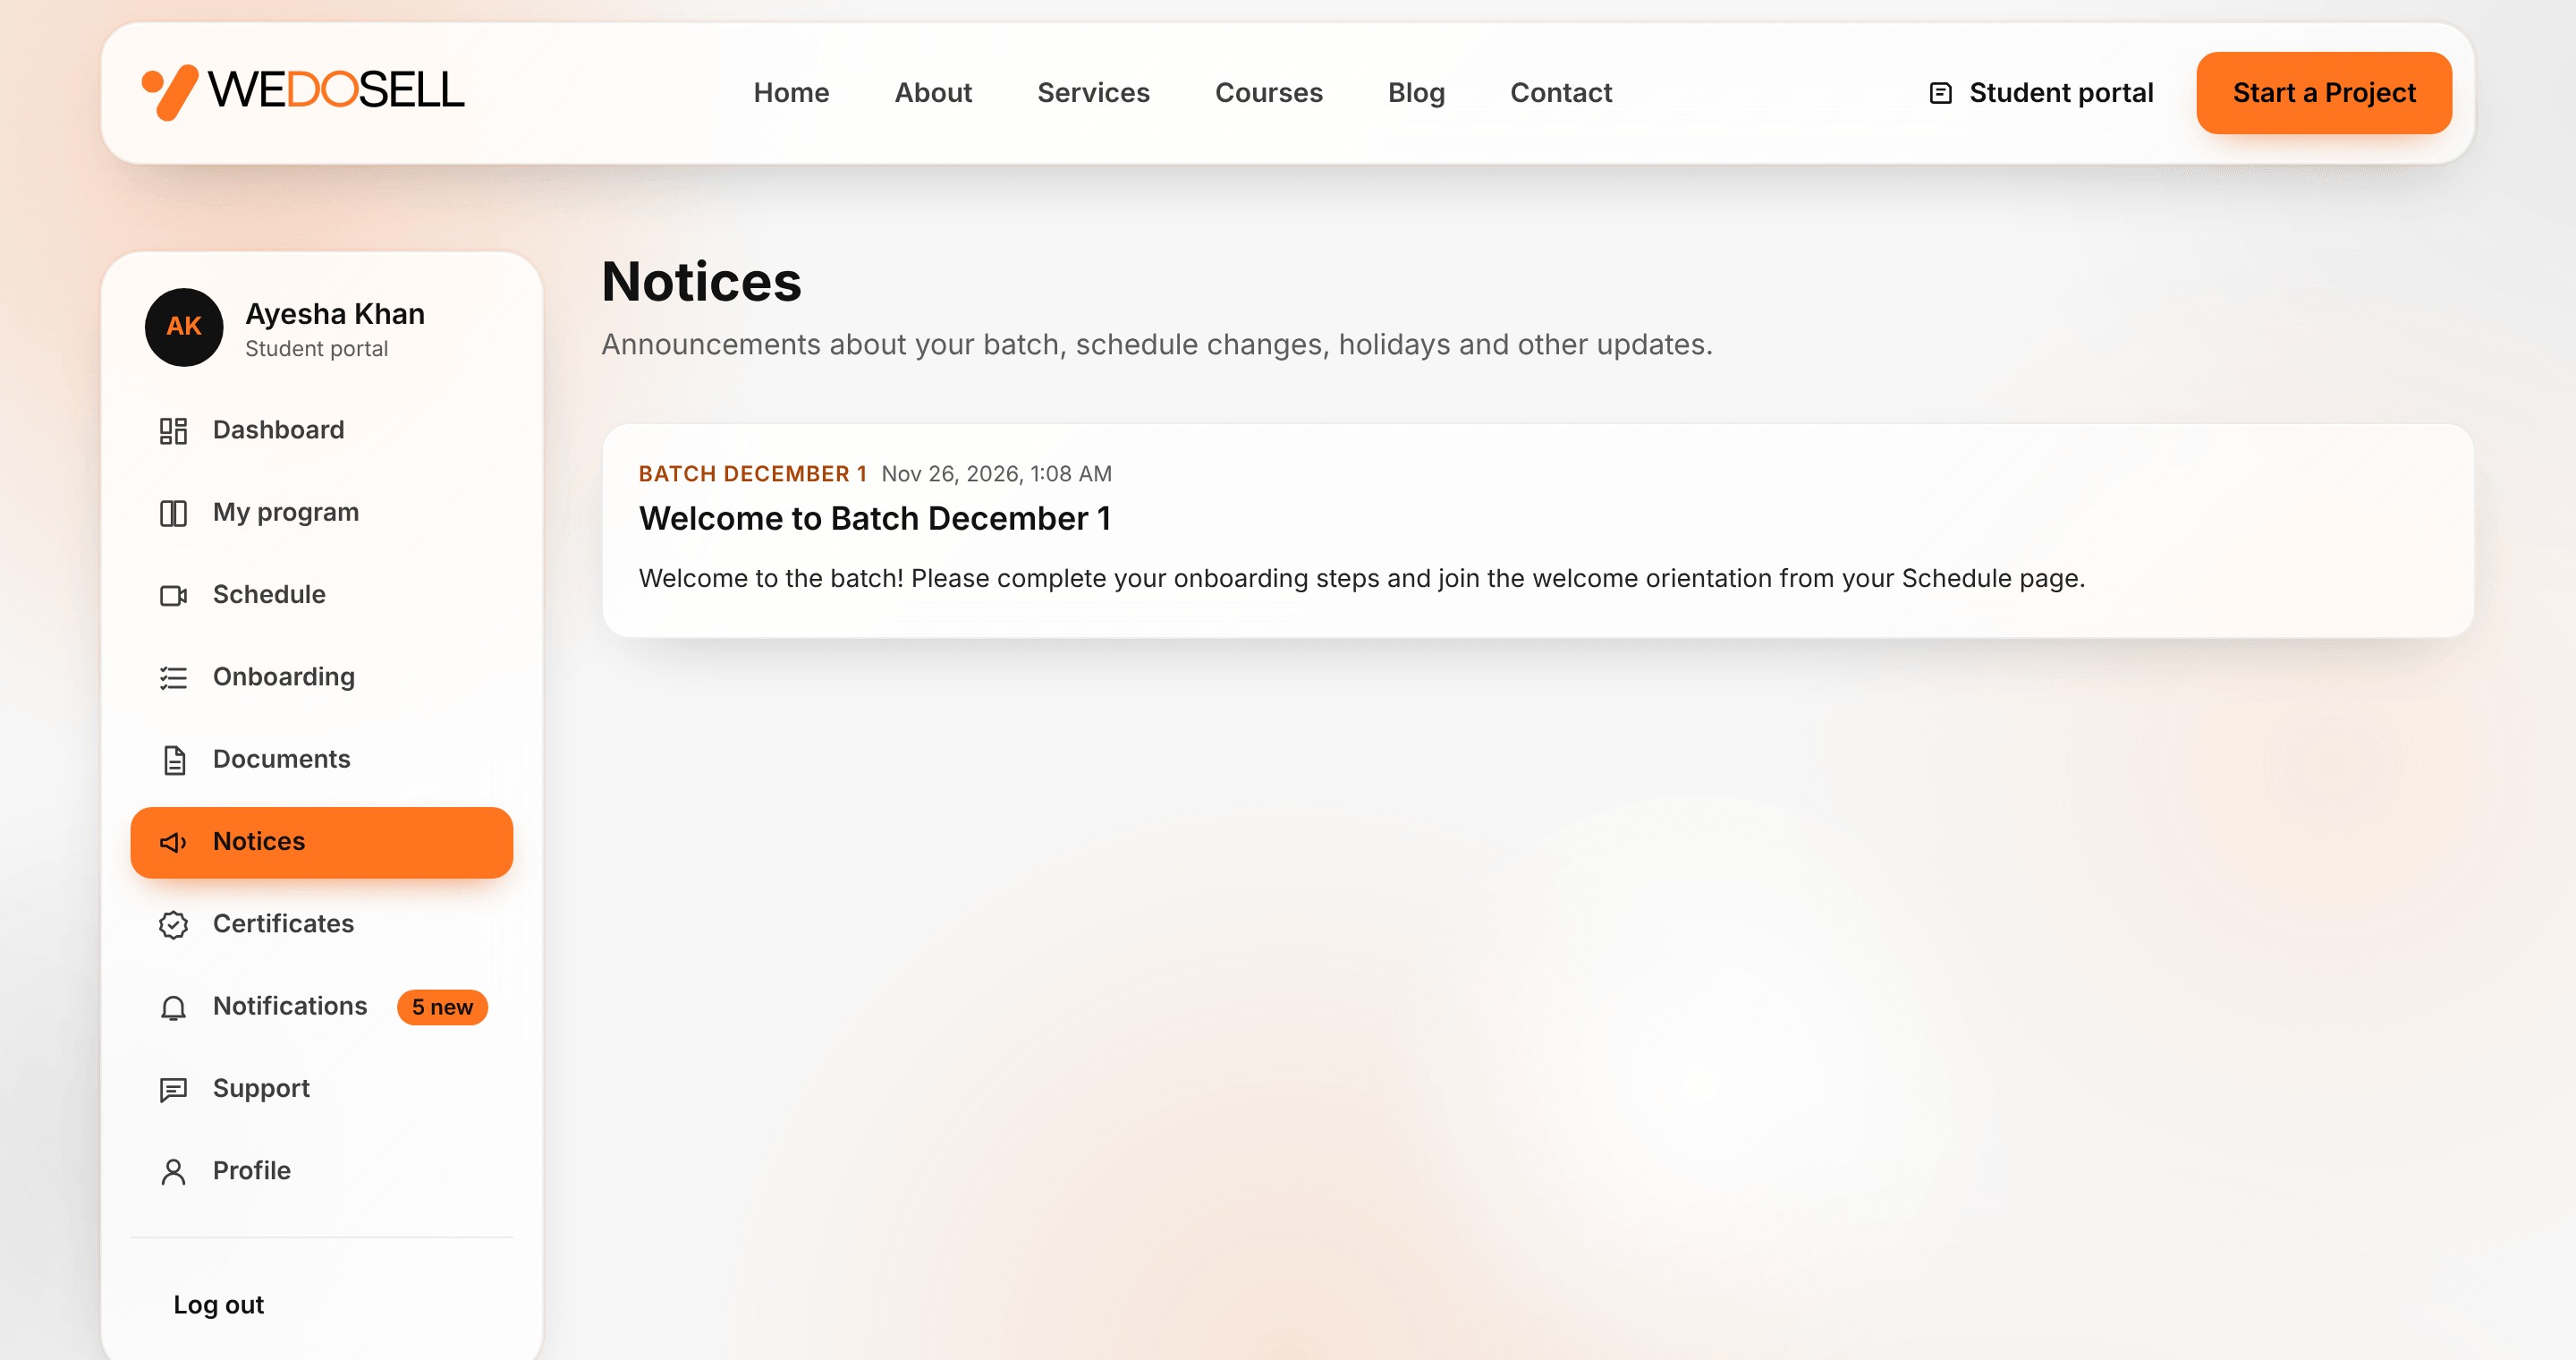 WEDOSELL
Home
About
Services
Courses
Blog
Contact
Student portal
Start a Project
AK
Ayesha Khan
Student portal
Dashboard
My program
Schedule
Onboarding
Documents
Notices
Certificates
Notifications
5 new
Support
Profile
Log out
Notices
Announcements about your batch, schedule changes, holidays and other updates.
BATCH DECEMBER 1 Nov 26, 2026, 1:08 AM
Welcome to Batch December 1
Welcome to the batch! Please complete your onboarding steps and join the welcome orientation from your Schedule page.